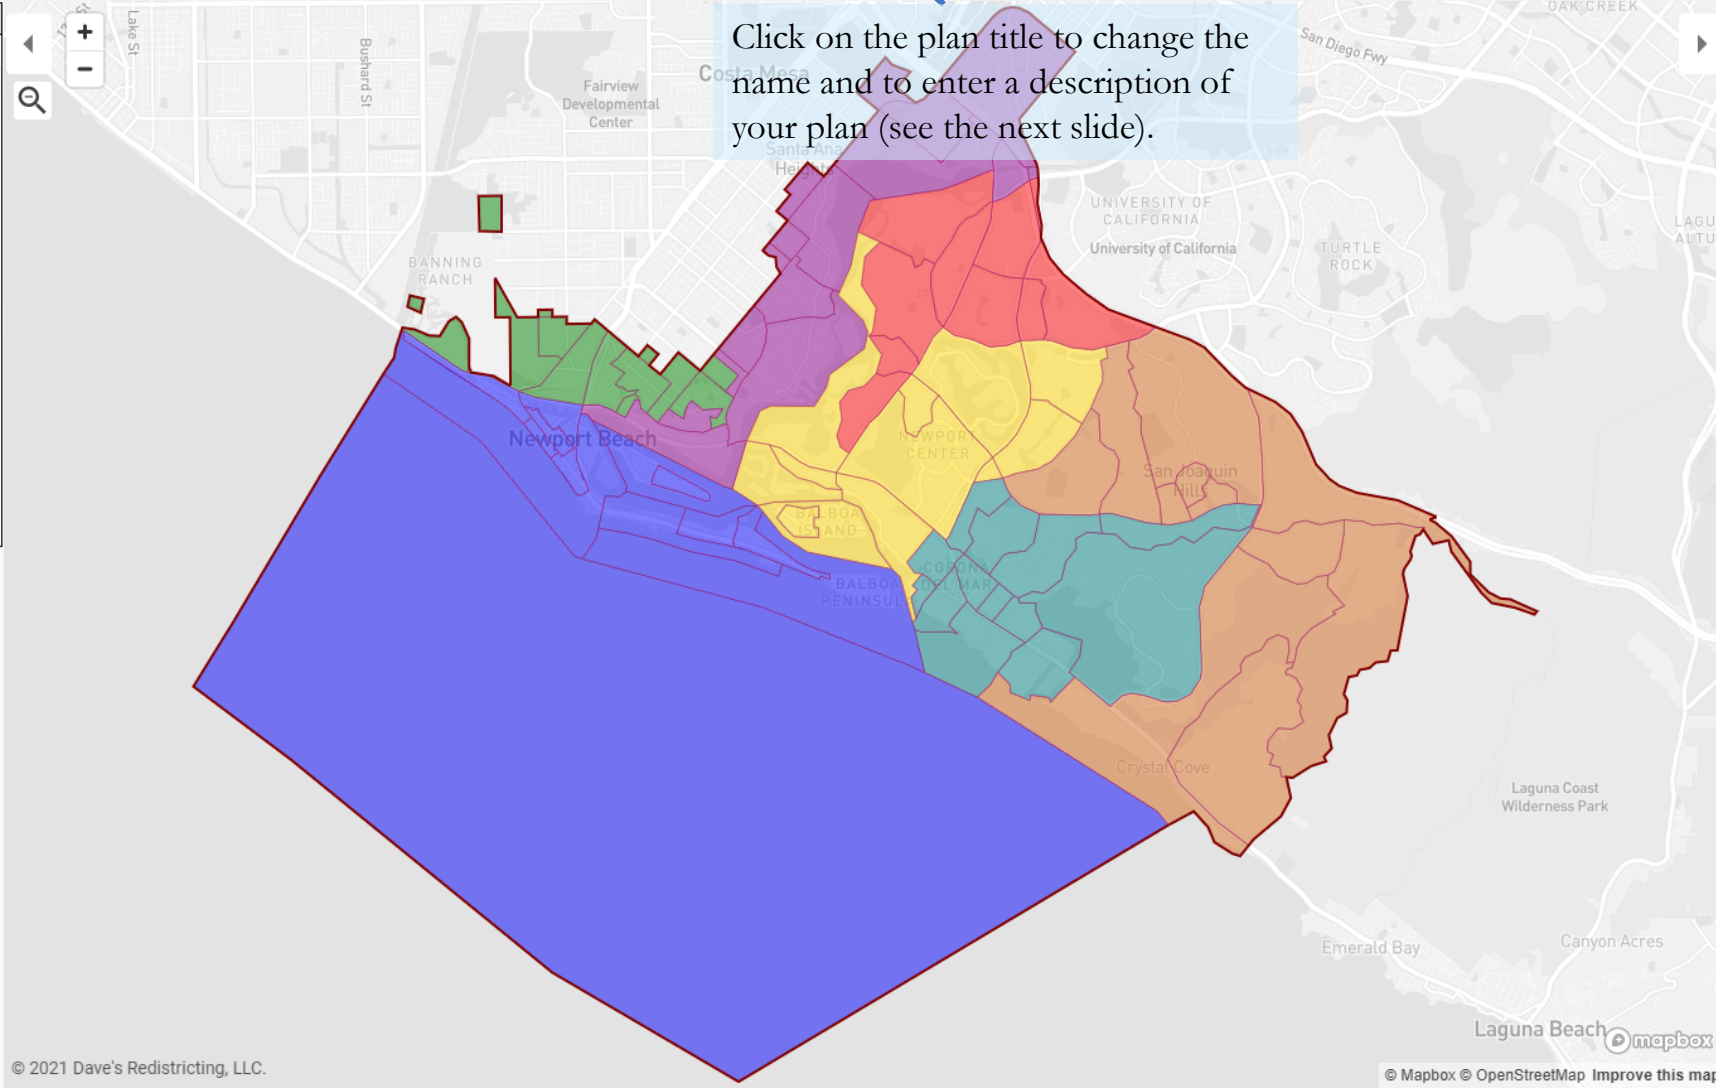 Click on the plan title to change the
name and to enter a description of
your plan (see the next slide).
OAK CREEK
San Diego Fwy
Lake St
Bushard St
+
−
Costa Mesa
Fairview
Developmental
Center
Santa Ana
Heights
UNIVERSITY OF
CALIFORNIA
University of California
TURTLE
ROCK
BANNING
RANCH
Newport Beach
NEWPORT
CENTER
San Joaquin
Hills
BALBOA
ISLAND
CORONA
DEL MAR
BALBOA
PENINSULA
Crystal Cove
Laguna Coast
Wilderness Park
Emerald Bay
Canyon Acres
Laguna Beach
mapbox
© 2021 Dave's Redistricting, LLC.
© Mapbox © OpenStreetMap Improve this map